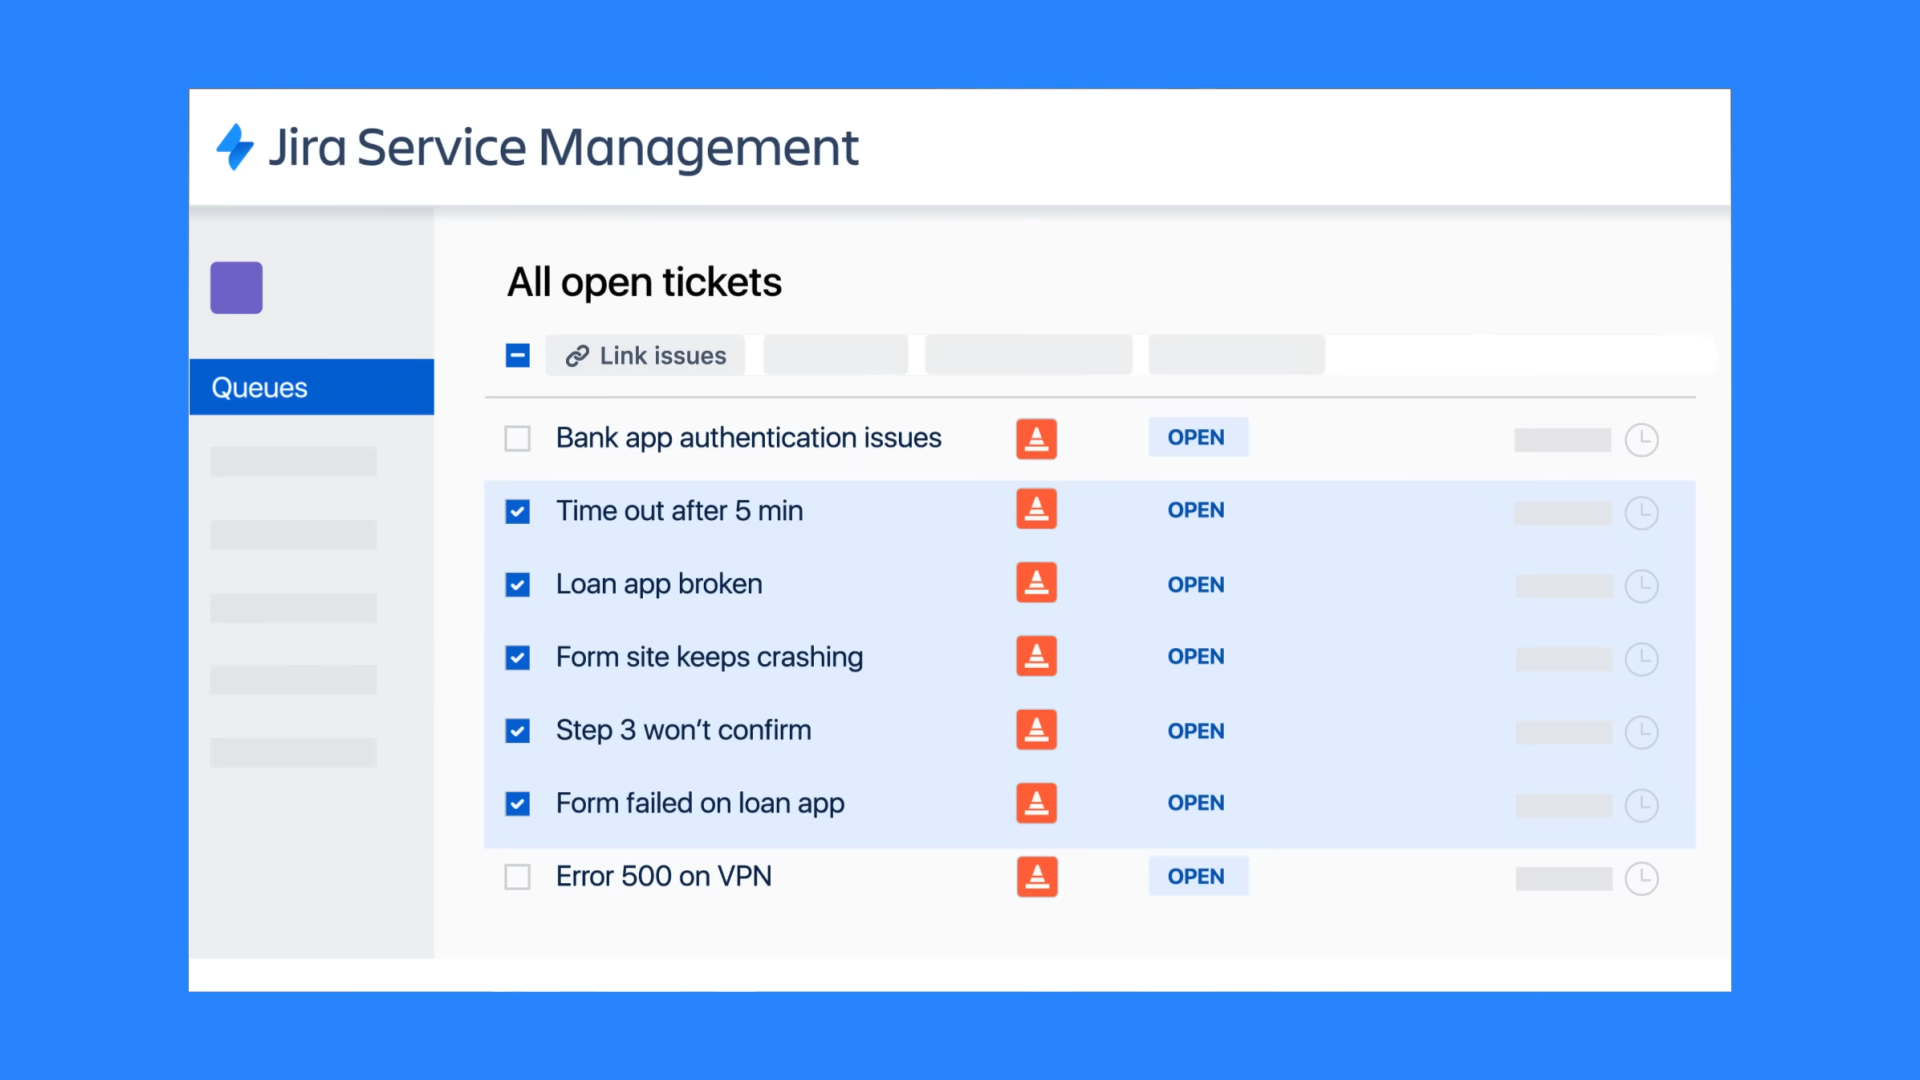 Jira Service Management
Queues
All open tickets
Link issues
Bank app authentication issues OPEN
Time out after 5 min OPEN
Loan app broken OPEN
Form site keeps crashing OPEN
Step 3 won’t confirm OPEN
Form failed on loan app OPEN
Error 500 on VPN OPEN